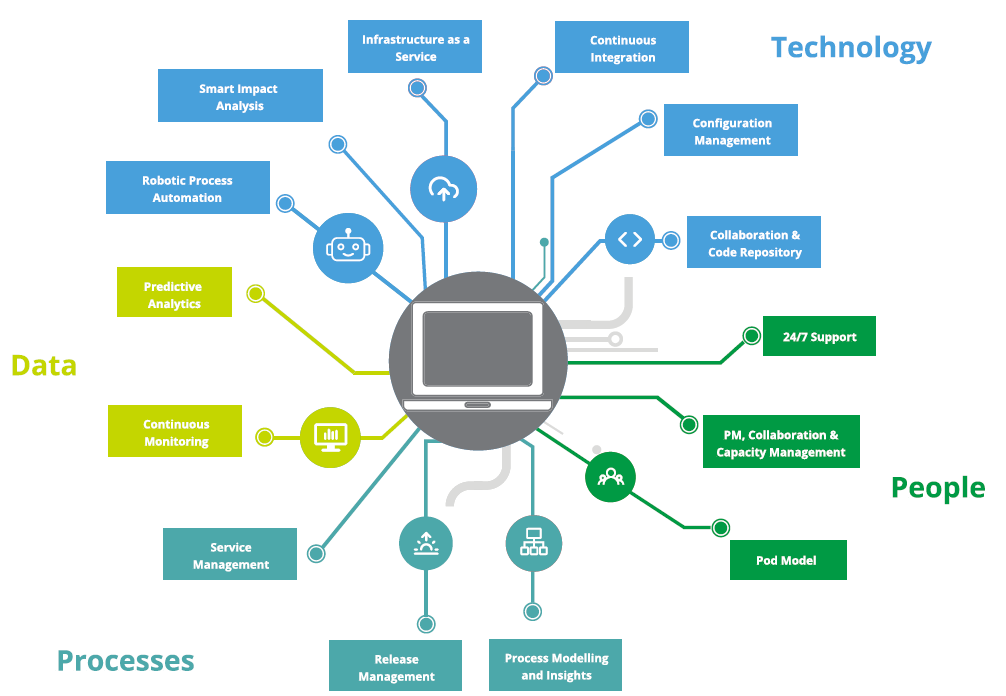 Technology
Infrastructure as a
Service
Continuous
Integration
Smart Impact
Analysis
Configuration
Management
Robotic Process
Automation
Collaboration &
Code Repository
Predictive
Analytics
24/7 Support
Data
Continuous
Monitoring
PM, Collaboration &
Capacity Management
People
Service
Management
Pod Model
Processes
Release
Management
Process Modelling
and Insights